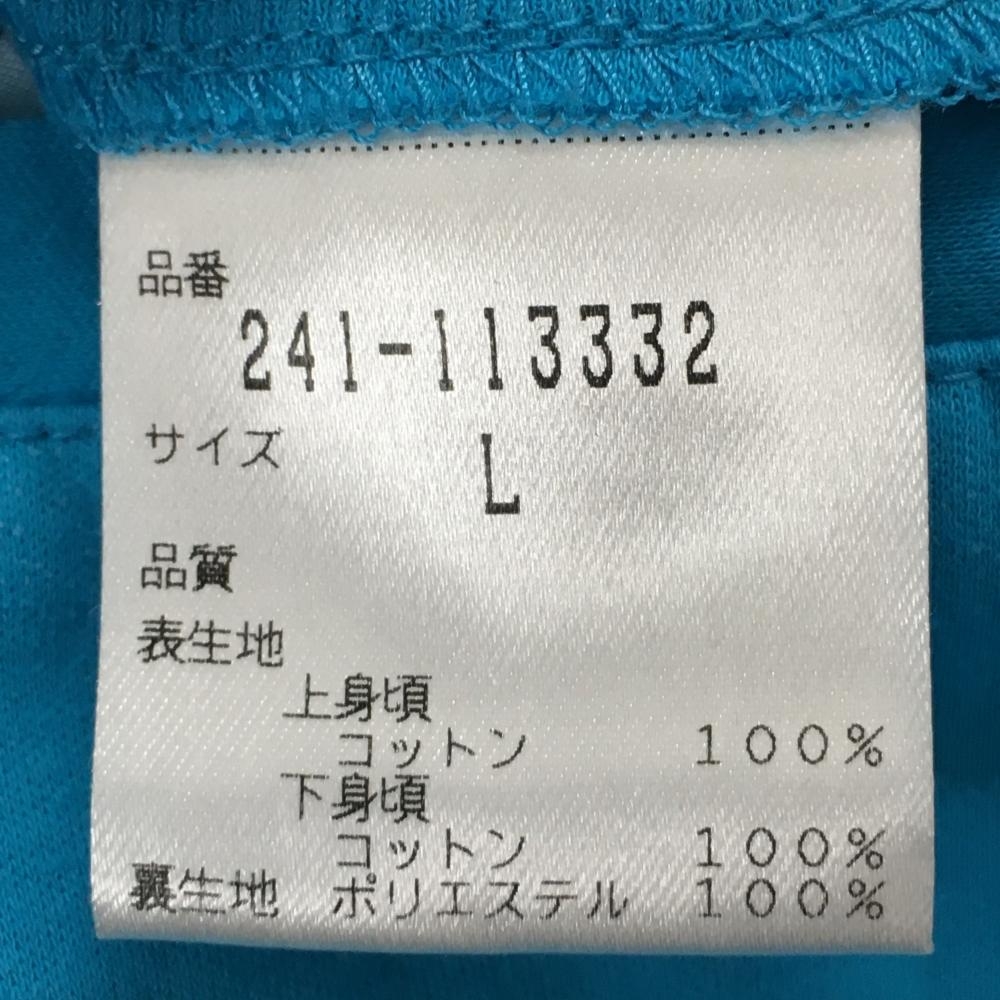 品番
241-113332
サイズ L
品質
表生地
上身頃
コットン 100%
下身頃
コットン 100%
裏生地 ポリエステル 100%